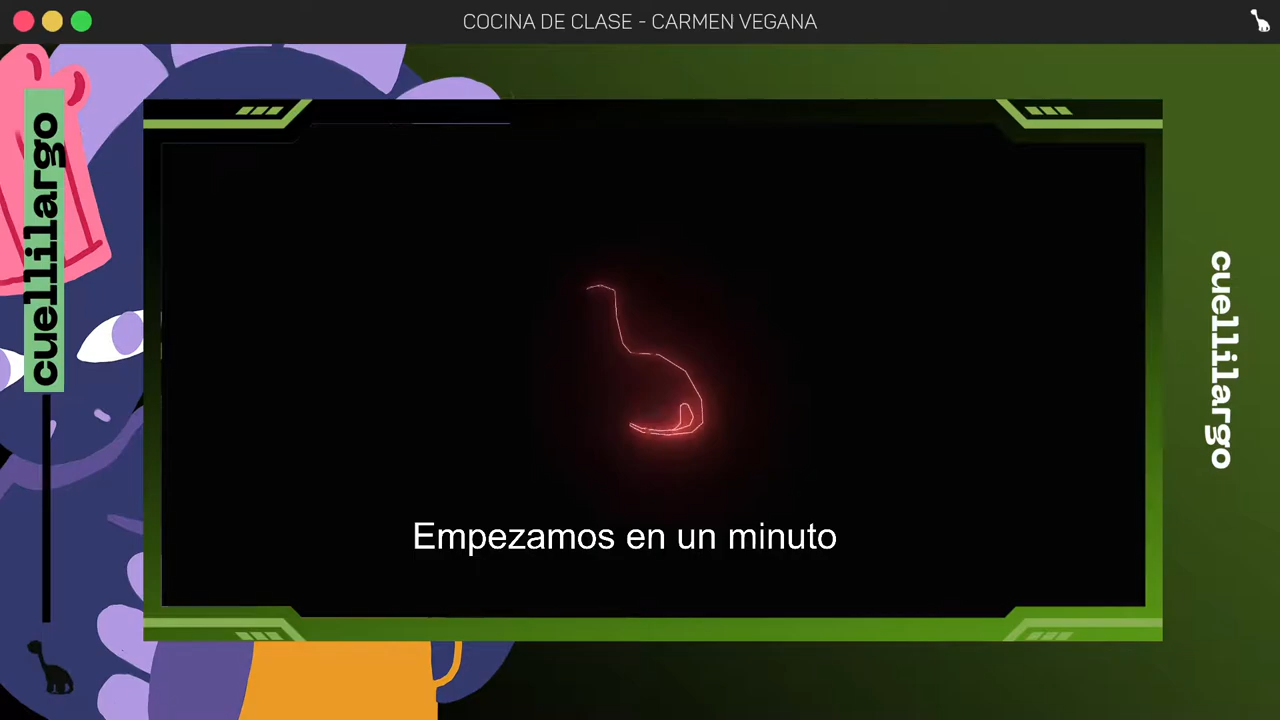 COCINA DE CLASE - CARMEN VEGANA
cuellilargo
cuellilargo
Empezamos en un minuto